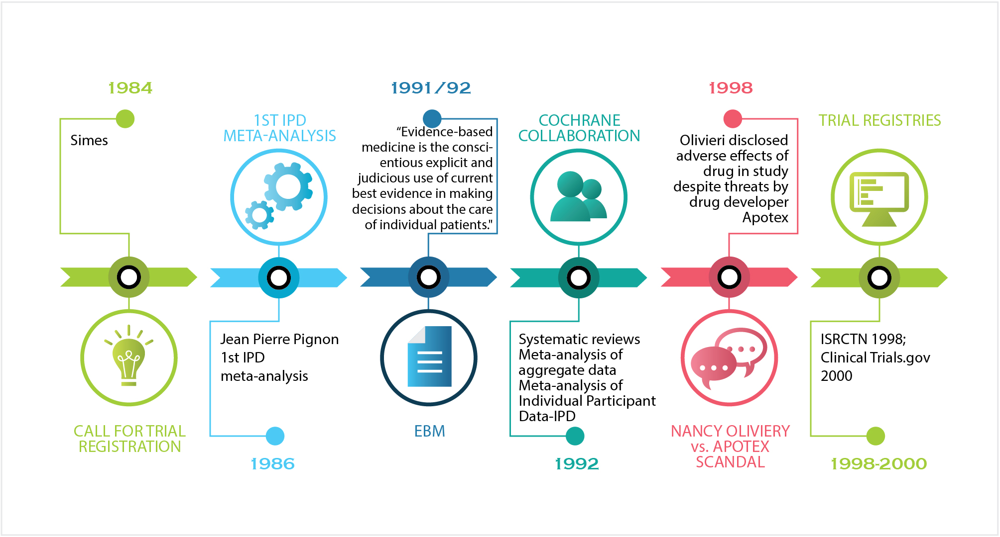 1984
Simes
CALL FOR TRIAL
REGISTRATION
1ST IPD
META-ANALYSIS
Jean Pierre Pignon
1st IPD
meta-analysis
1986
1991/92
“Evidence-based
medicine is the consci-
entious explicit and
judicious use of current
best evidence in making
decisions about the care
of individual patients."
EBM
COCHRANE
COLLABORATION
Systematic reviews
Meta-analysis of
aggregate data
Meta-analysis of
Individual Participant
Data-IPD
1992
1998
Olivieri disclosed
adverse effects of
drug in study
despite threats by
drug developer
Apotex
NANCY OLIVIERY
vs. APOTEX
SCANDAL
TRIAL REGISTRIES
ISRCTN 1998;
Clinical Trials.gov
2000
1998-2000